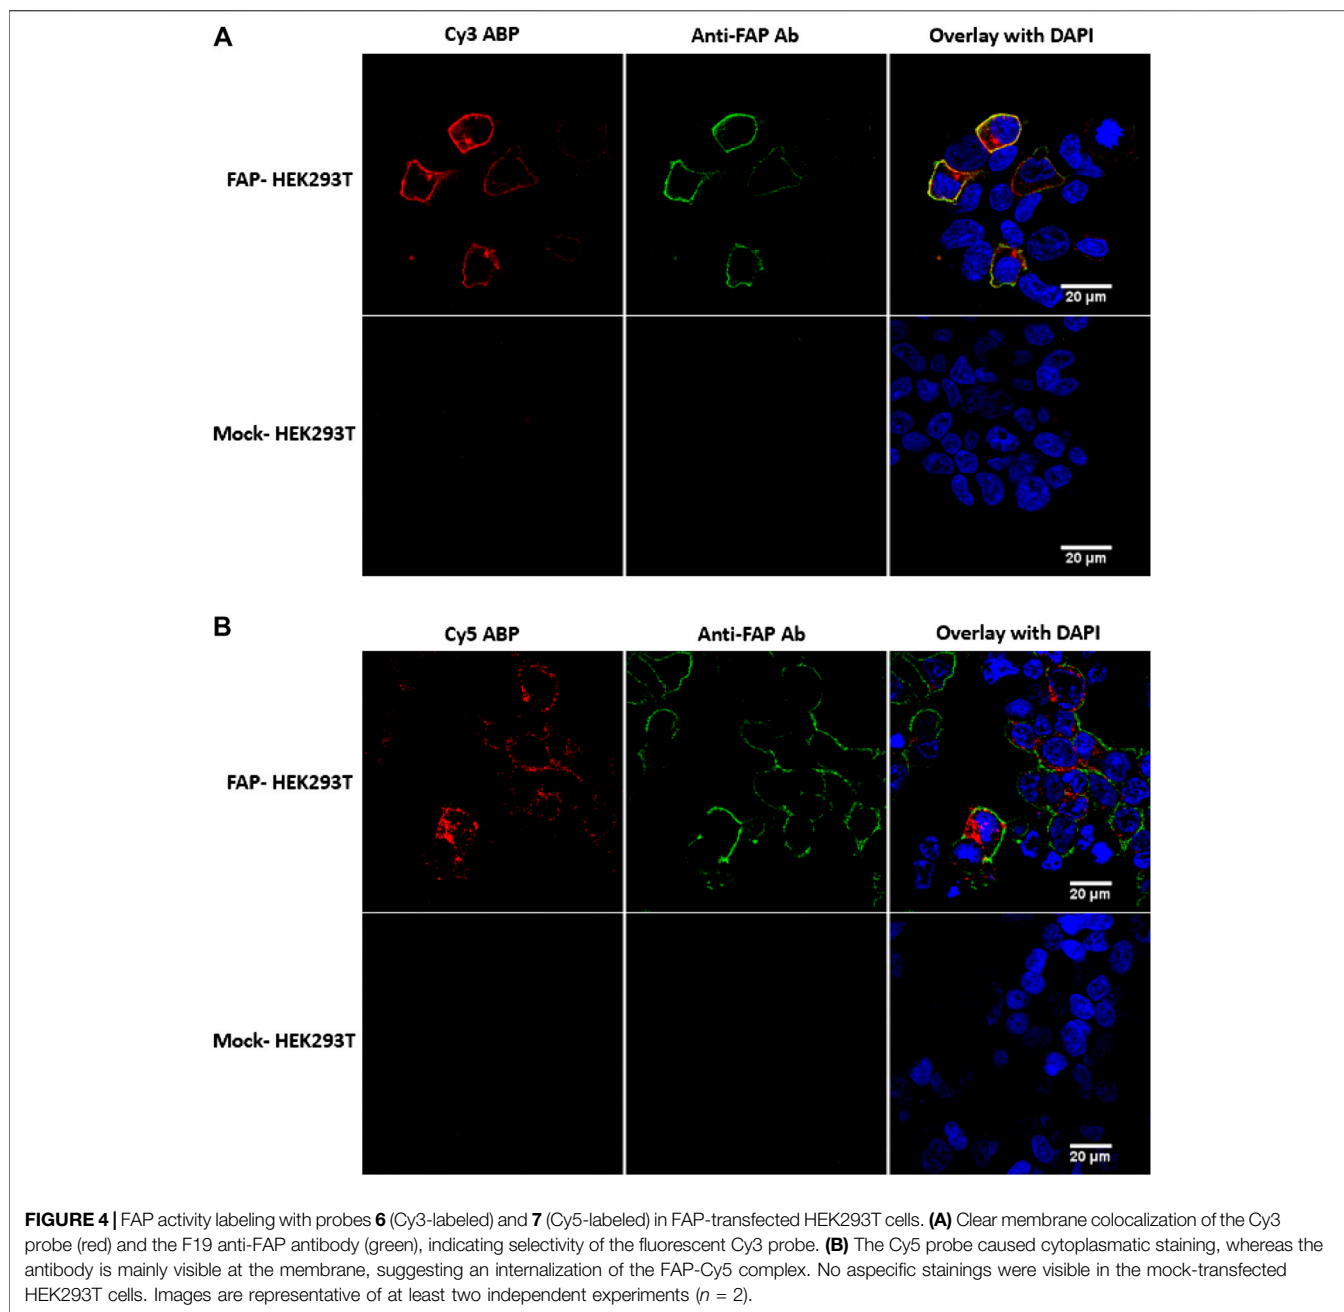 A
Cy3 ABP
Anti-FAP Ab
Overlay with DAPI
FAP- HEK293T
20 µm
Mock- HEK293T
20 µm
B
Cy5 ABP
Anti-FAP Ab
Overlay with DAPI
FAP- HEK293T
20 µm
Mock- HEK293T
20 µm
FIGURE 4 | FAP activity labeling with probes 6 (Cy3-labeled) and 7 (Cy5-labeled) in FAP-transfected HEK293T cells. (A) Clear membrane colocalization of the Cy3
probe (red) and the F19 anti-FAP antibody (green), indicating selectivity of the fluorescent Cy3 probe. (B) The Cy5 probe caused cytoplasmatic staining, whereas the
antibody is mainly visible at the membrane, suggesting an internalization of the FAP-Cy5 complex. No aspecific stainings were visible in the mock-transfected
HEK293T cells. Images are representative of at least two independent experiments (n = 2).